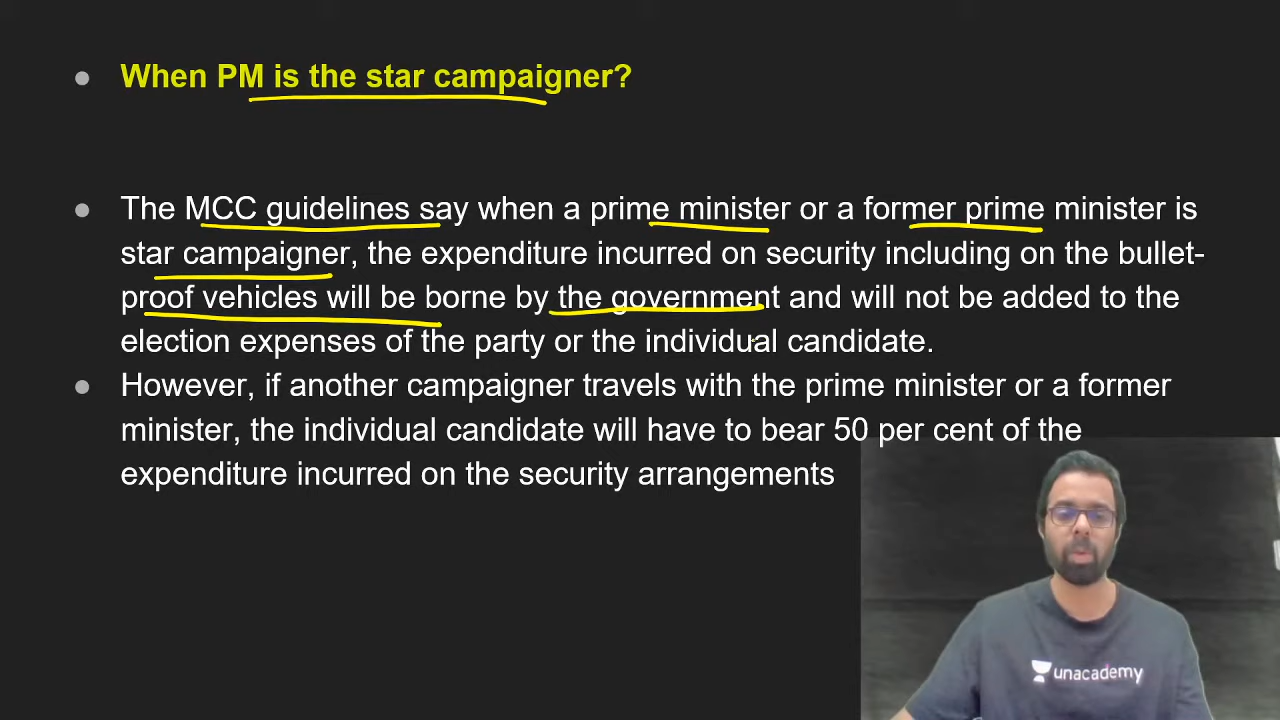 When PM is the star campaigner?
The MCC guidelines say when a prime minister or a former prime minister is
star campaigner, the expenditure incurred on security including on the bullet-
proof vehicles will be borne by the government and will not be added to the
election expenses of the party or the individual candidate.
However, if another campaigner travels with the prime minister or a former
minister, the individual candidate will have to bear 50 per cent of the
expenditure incurred on the security arrangements
unacademy